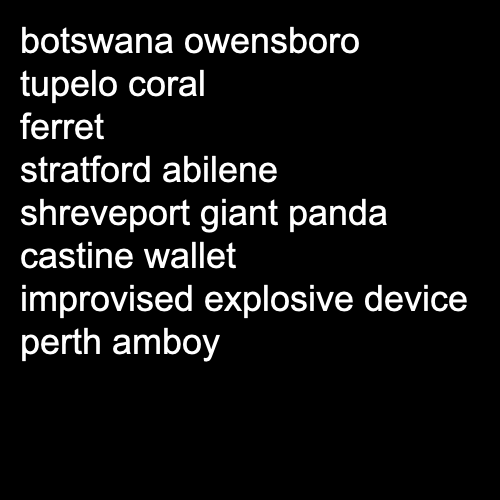 botswana owensboro
tupelo coral
ferret
stratford abilene
shreveport giant panda
castine wallet
improvised explosive device
perth amboy